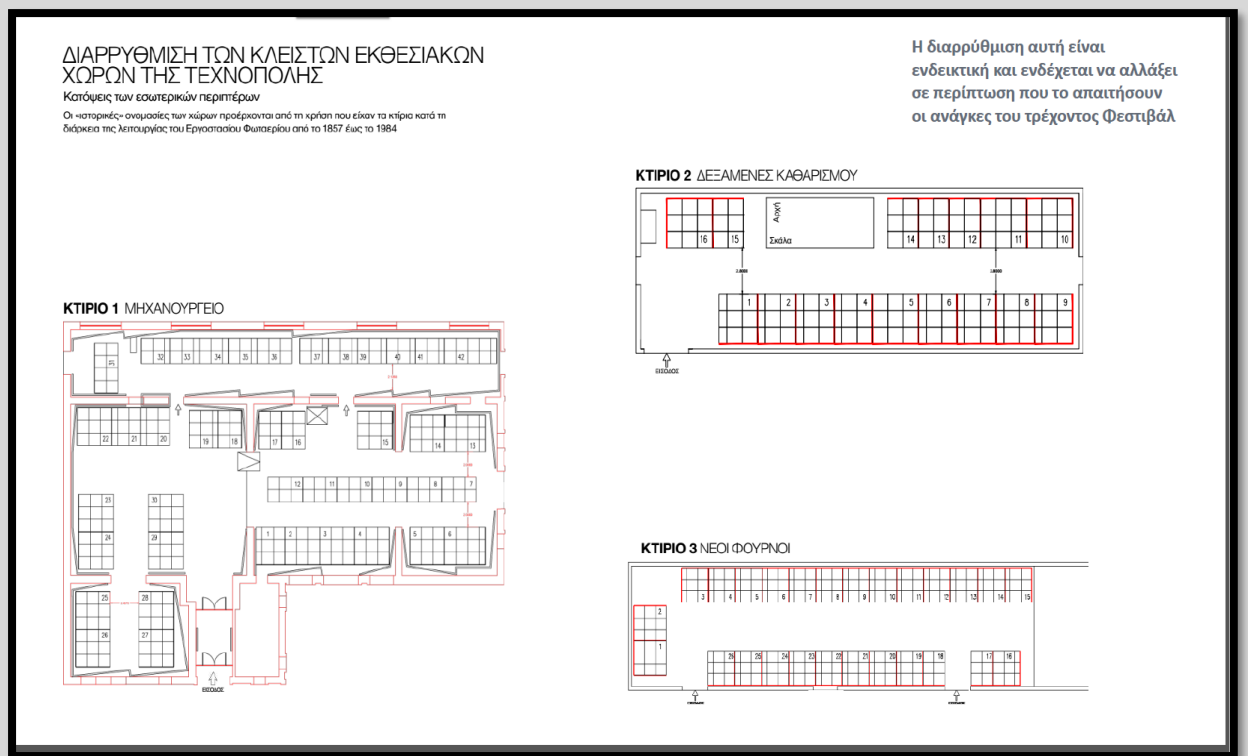 ΔΙΑΡΡΥΘΜΙΣΗ ΤΩΝ ΚΛΕΙΣΤΩΝ ΕΚΘΕΣΙΑΚΩΝ
ΧΩΡΩΝ ΤΗΣ ΤΕΧΝΟΠΟΛΗΣ
Κατόψεις των εσωτερικών περιπτέρων
Οι «ιστορικές» ονομασίες των χώρων προέρχονται από τη χρήση που είχαν τα κτίρια κατά τη
διάρκεια της λειτουργίας του Εργοστασίου Φωταερίου από το 1857 έως το 1984
Η διαρρύθμιση αυτή είναι
ενδεικτική και ενδέχεται να αλλάξει
σε περίπτωση που το απαιτήσουν
οι ανάγκες του τρέχοντος Φεστιβάλ
ΚΤΙΡΙΟ 1 ΜΗΧΑΝΟΥΡΓΕΙΟ
31
32 33 34 35 36 37 38 39 40 41 42
22 21 20 19 18 17 16 15 14 13
12 11 10 9 8 7
23 30
24 29
1 2 3 4 5 6
25 28
26 27
ΕΙΣΟΔΟΣ
ΚΤΙΡΙΟ 2 ΔΕΞΑΜΕΝΕΣ ΚΑΘΑΡΙΣΜΟΥ
Αρχή
Σκάλα
16 15 14 13 12 11 10
1 2 3 4 5 6 7 8 9
ΕΙΣΟΔΟΣ
ΚΤΙΡΙΟ 3 ΝΕΟΙ ΦΟΥΡΝΟΙ
3 4 5 6 7 8 9 10 11 12 13 14 15
2
1
26 25 24 23 22 21 20 19 18 17 16